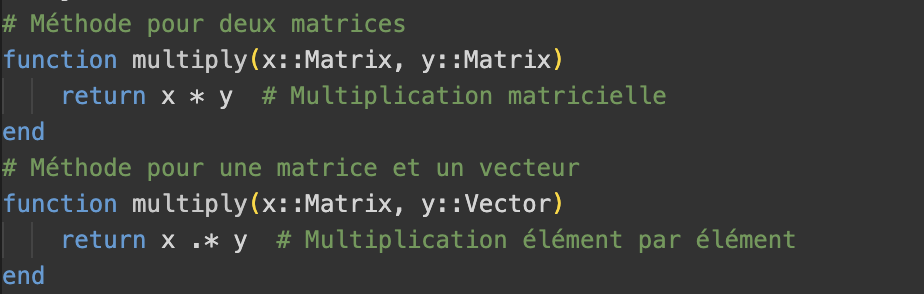 # Méthode pour deux matrices
function multiply(x::Matrix, y::Matrix)
    return x * y  # Multiplication matricielle
end
# Méthode pour une matrice et un vecteur
function multiply(x::Matrix, y::Vector)
    return x .* y  # Multiplication élément par élément
end